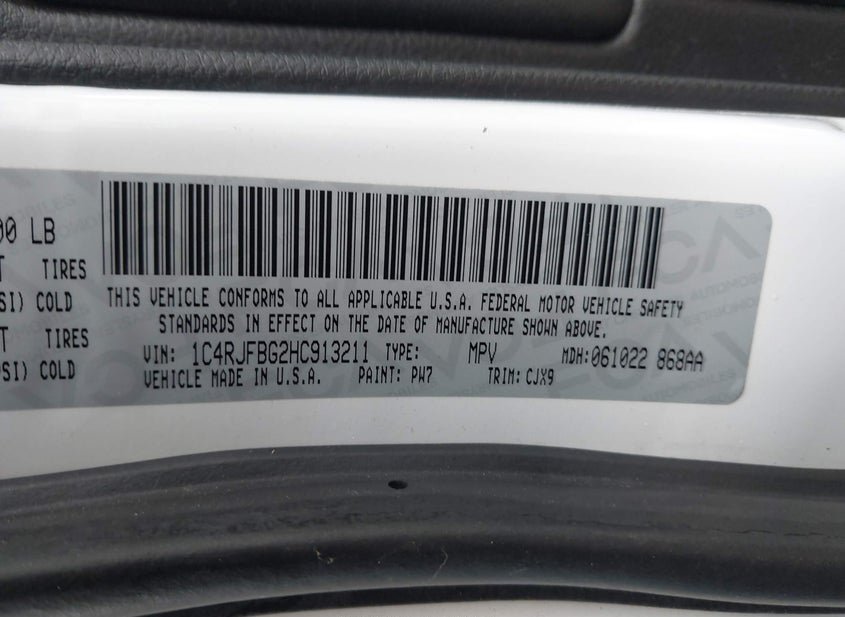 00 LB
T TIRES
SI) COLD
T TIRES
PSI) COLD
THIS VEHICLE CONFORMS TO ALL APPLICABLE U.S.A. FEDERAL MOTOR VEHICLE SAFETY
STANDARDS IN EFFECT ON THE DATE OF MANUFACTURE SHOWN ABOVE.
VIN: 1C4RJFBG2HC913211 TYPE: MPV MDH:061022 868AA
VEHICLE MADE IN U.S.A. PAINT: PW7 TRIM: CJX9